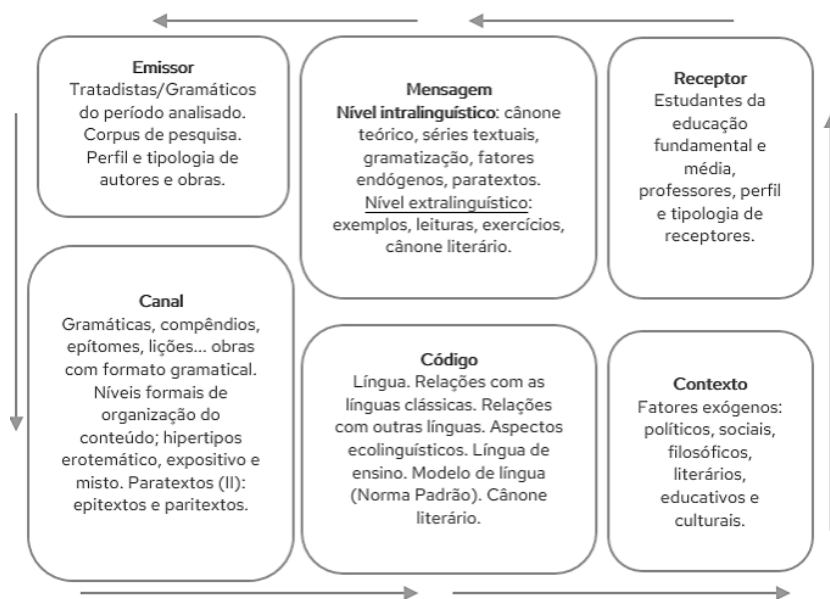 Emissor
Tratadistas/Gramáticos
do período analisado.
Corpus de pesquisa.
Perfil e tipologia de
autores e obras.
Mensagem
Nível intralinguístico: cânone
teórico, séries textuais,
gramatização, fatores
endógenos, paratextos.
Nível extralinguístico:
exemplos, leituras, exercícios,
cânone literário.
Receptor
Estudantes da
educação
fundamental e
média,
professores, perfil
e tipologia de
receptores.
Canal
Gramáticas, compêndios,
epítomes, lições... obras
com formato gramatical.
Níveis formais de
organização do
conteúdo; hipertipos
erotemático, expositivo e
misto. Paratextos (II):
epitextos e paritextos.
Código
Língua. Relações com as
línguas clássicas. Relações
com outras línguas. Aspectos
ecolinguísticos. Língua de
ensino. Modelo de língua
(Norma Padrão). Cânone
literário.
Contexto
Fatores exógenos:
políticos, sociais,
filosóficos,
literários,
educativos e
culturais.